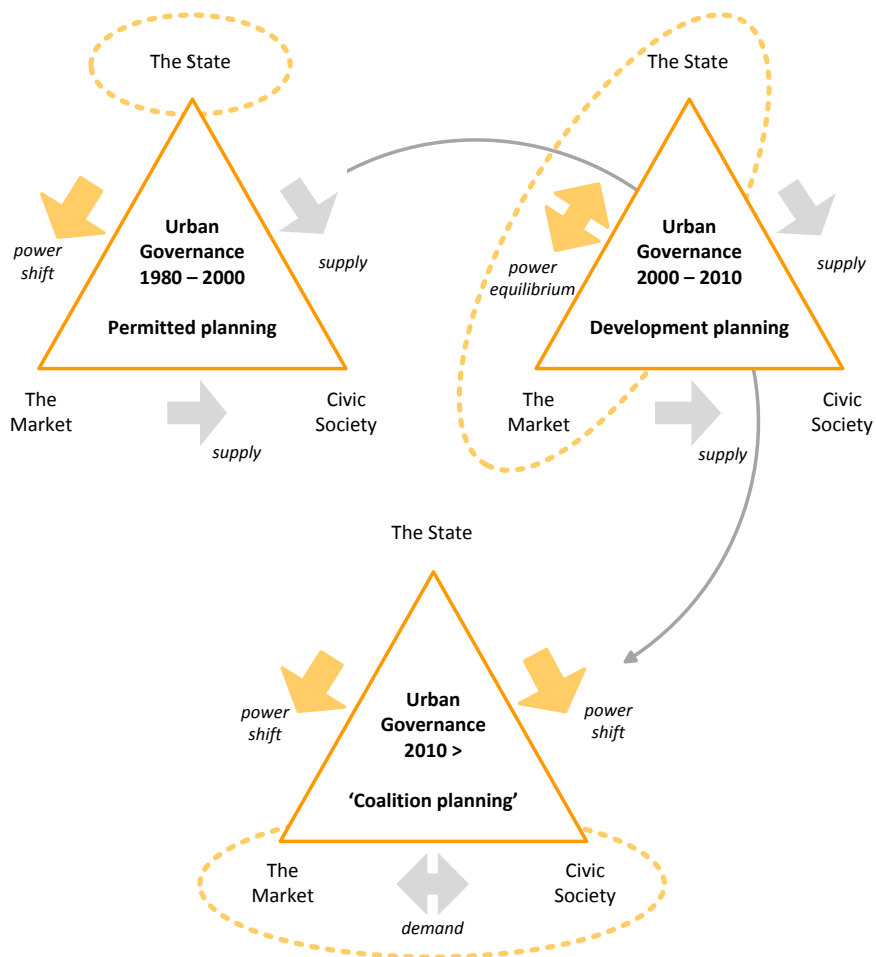 The State
power
shift
Urban
Governance
1980 – 2000
Permitted planning
supply
The
Market
supply
Civic
Society
The State
power
equilibrium
Urban
Governance
2000 – 2010
Development planning
supply
The
Market
supply
Civic
Society
The State
power
shift
Urban
Governance
2010 >
‘Coalition planning’
power
shift
The
Market
demand
Civic
Society